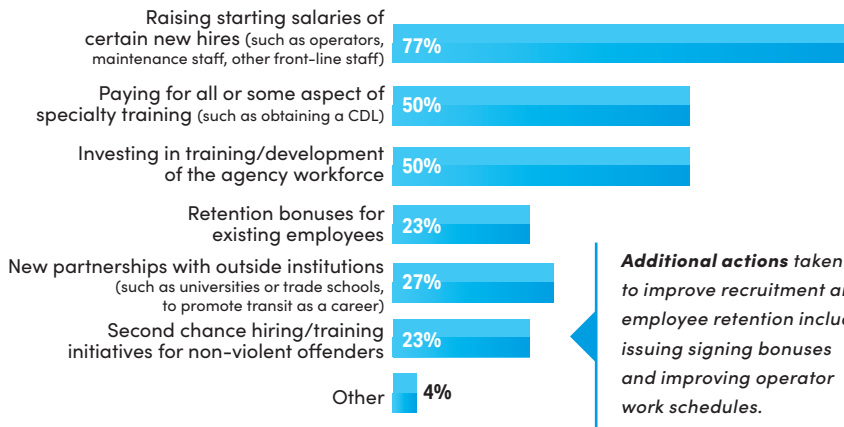 Raising starting salaries of
certain new hires (such as operators,
maintenance staff, other front-line staff)
77%
Paying for all or some aspect of
specialty training (such as obtaining a CDL)
50%
Investing in training/development
of the agency workforce
50%
Retention bonuses for
existing employees
23%
New partnerships with outside institutions
(such as universities or trade schools,
to promote transit as a career)
27%
Second chance hiring/training
initiatives for non-violent offenders
23%
Other
4%
Additional actions taken
to improve recruitment
employee retention
issuing signing bonuses
and improving operator
work schedules.